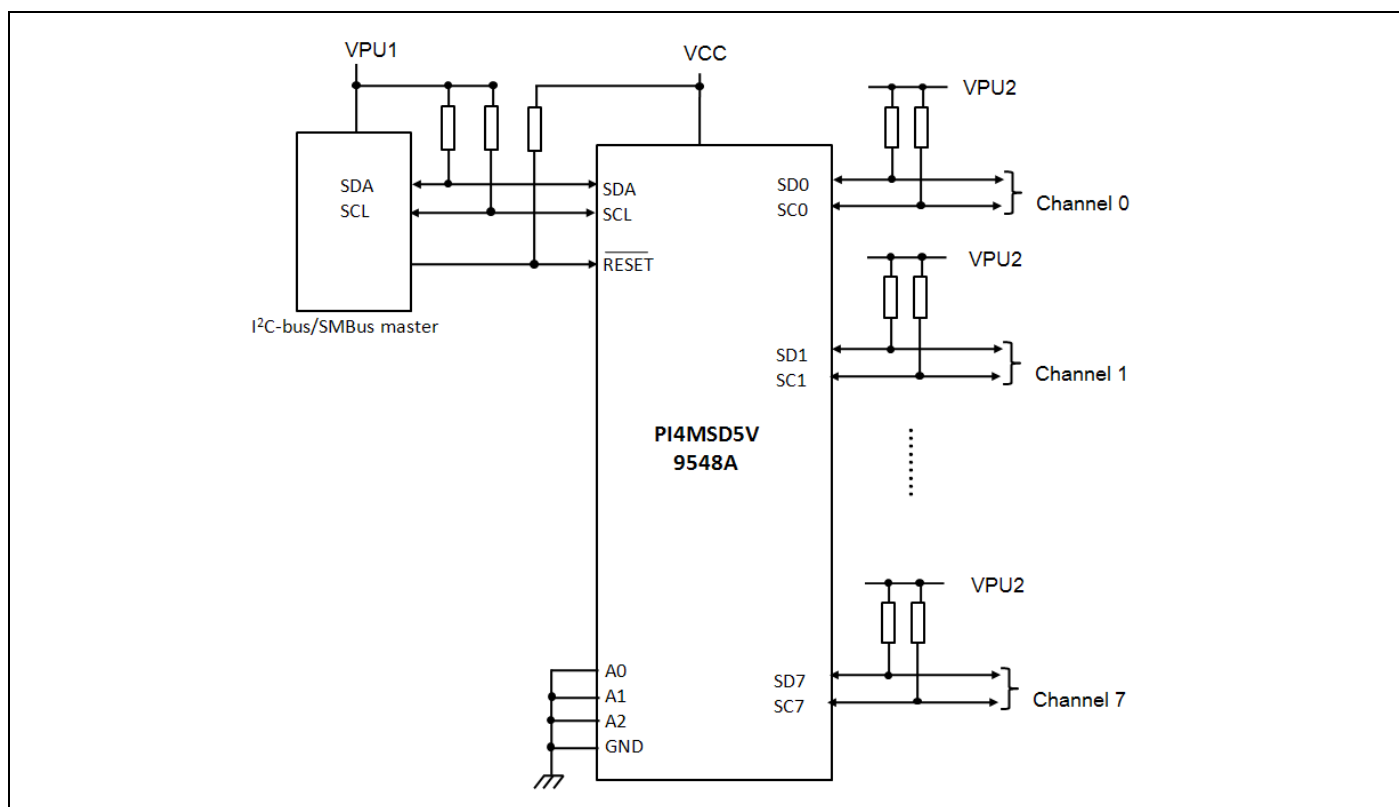 VPU1
VCC
VPU2
SDA
SCL
I²C-bus/SMBus master
SDA
SCL
RESET
SD0
SC0
Channel 0
VPU2
SD1
SC1
Channel 1
PI4MSD5V
9548A
VPU2
A0
A1
A2
GND
SD7
SC7
Channel 7